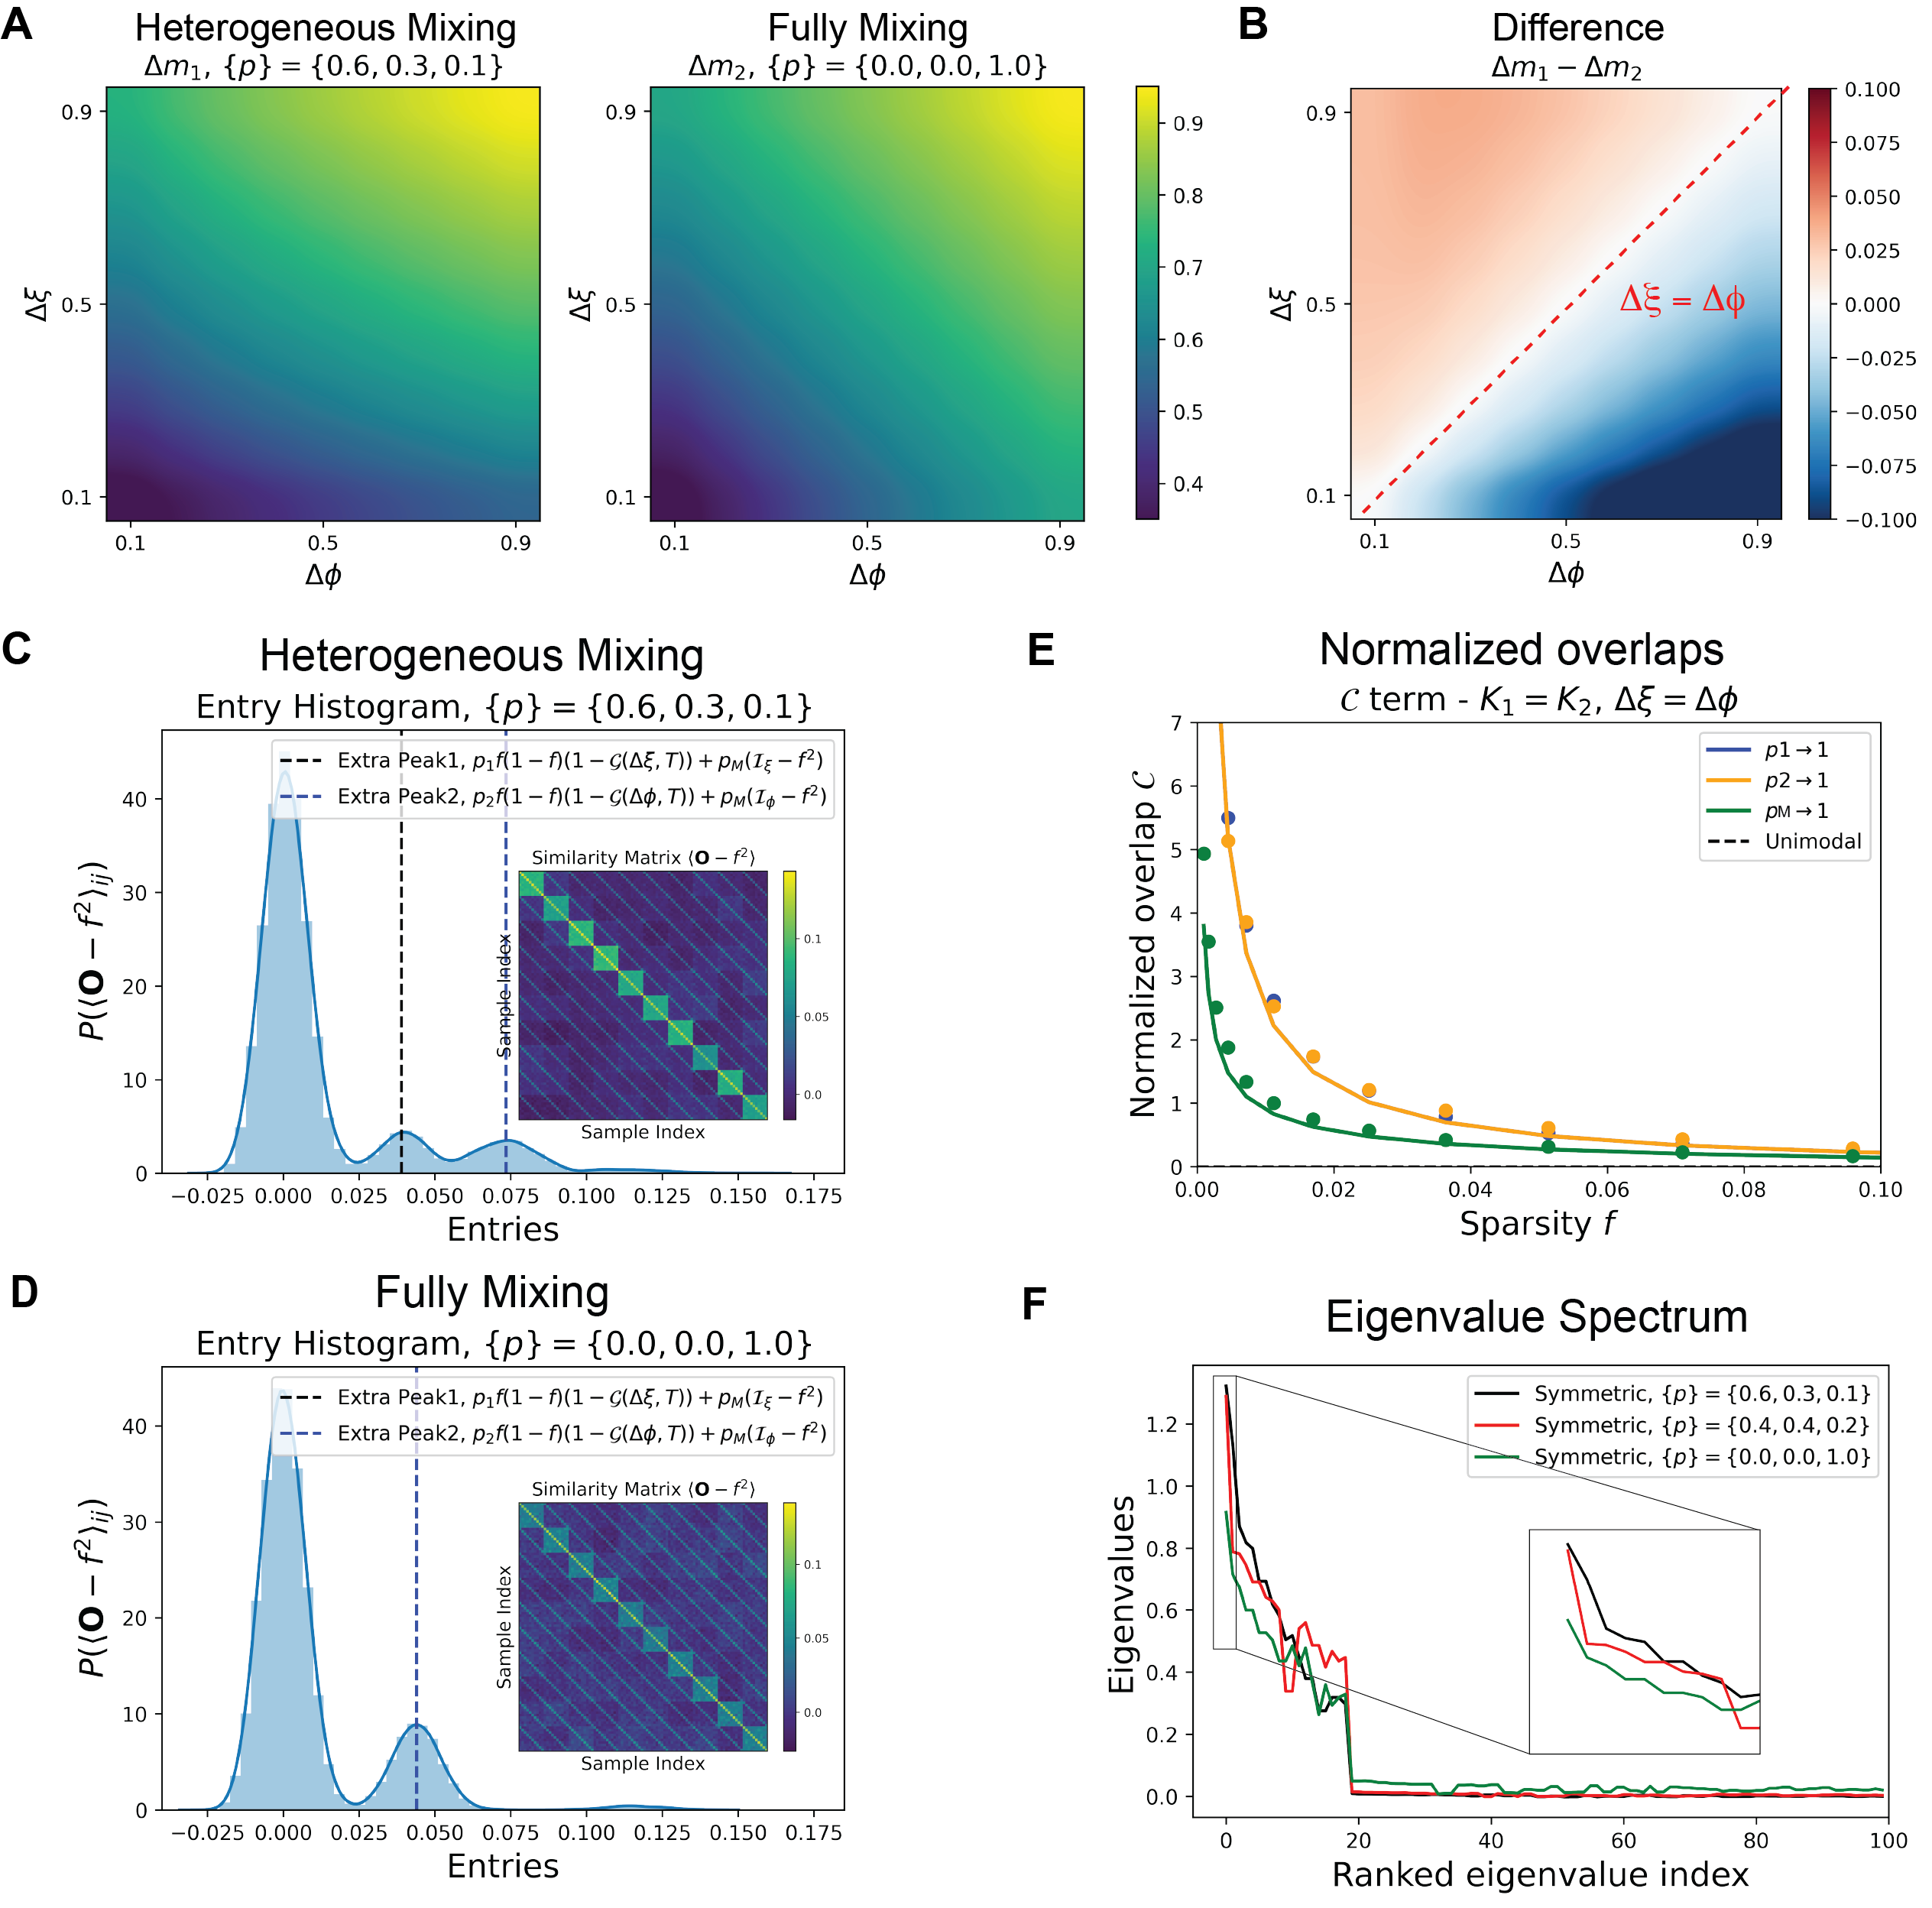 A
Heterogeneous Mixing
Δm₁, {p} = {0.6, 0.3, 0.1}
0.9
0.5
0.1
Δξ
0.1 0.5 0.9
Δϕ
Fully Mixing
Δm₂, {p} = {0.0, 0.0, 1.0}
0.9
0.5
0.1
Δξ
0.1 0.5 0.9
Δϕ
0.9
0.8
0.7
0.6
0.5
0.4
B
Difference
Δm₁ − Δm₂
0.9
0.5
0.1
Δξ
Δξ = Δϕ
0.1 0.5 0.9
Δϕ
0.100
0.075
0.050
0.025
0.000
−0.025
−0.050
−0.075
−0.100
C
Heterogeneous Mixing
Entry Histogram, {p} = {0.6, 0.3, 0.1}
Extra Peak1, p₁f(1 − f)(1 − 𝒢(Δξ, T)) + p_M(ℐ_ξ − f²)
Extra Peak2, p₂f(1 − f)(1 − 𝒢(Δϕ, T)) + p_M(ℐ_ϕ − f²)
40
30
20
10
0
P(⟨O − f²⟩ᵢⱼ)
Similarity Matrix ⟨O − f²⟩
Sample Index
Sample Index
0.1
0.05
0.0
−0.025 0.000 0.025 0.050 0.075 0.100 0.125 0.150 0.175
Entries
D
Fully Mixing
Entry Histogram, {p} = {0.0, 0.0, 1.0}
Extra Peak1, p₁f(1 − f)(1 − 𝒢(Δξ, T)) + p_M(ℐ_ξ − f²)
Extra Peak2, p₂f(1 − f)(1 − 𝒢(Δϕ, T)) + p_M(ℐ_ϕ − f²)
40
30
20
10
0
P(⟨O − f²⟩ᵢⱼ)
Similarity Matrix ⟨O − f²⟩
Sample Index
Sample Index
0.1
0.05
0.0
−0.025 0.000 0.025 0.050 0.075 0.100 0.125 0.150 0.175
Entries
E
Normalized overlaps
𝒞 term - K₁ = K₂, Δξ = Δϕ
7
6
5
4
3
2
1
0
Normalized overlap 𝒞
p1 → 1
p2 → 1
pM → 1
Unimodal
0.00 0.02 0.04 0.06 0.08 0.10
Sparsity f
F
Eigenvalue Spectrum
1.2
1.0
0.8
0.6
0.4
0.2
0.0
Eigenvalues
Symmetric, {p} = {0.6, 0.3, 0.1}
Symmetric, {p} = {0.4, 0.4, 0.2}
Symmetric, {p} = {0.0, 0.0, 1.0}
0 20 40 60 80 100
Ranked eigenvalue index